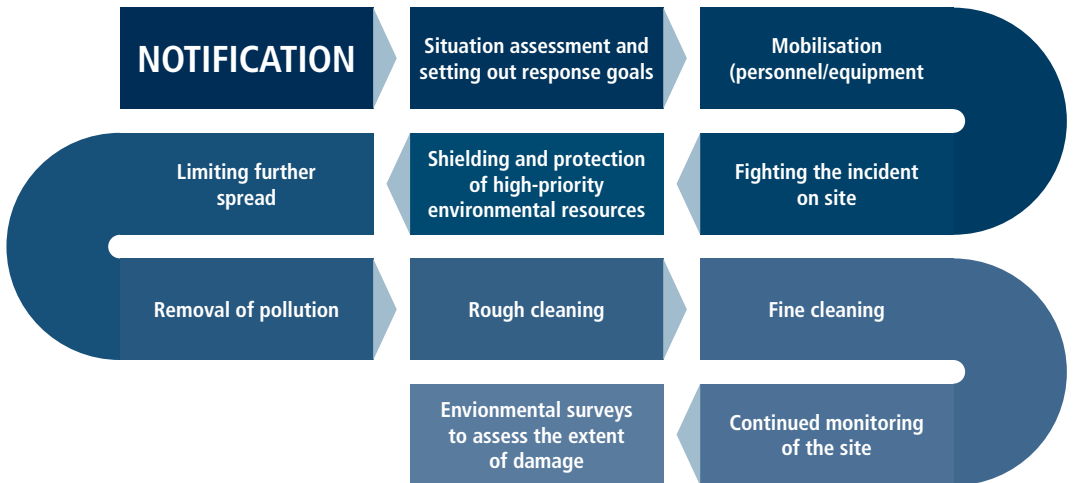 NOTIFICATION
Situation assessment and
setting out response goals
Mobilisation
(personnel/equipment
Fighting the incident
on site
Shielding and protection
of high-priority
environmental resources
Limiting further
spread
Removal of pollution
Rough cleaning
Fine cleaning
Continued monitoring
of the site
Envionmental surveys
to assess the extent
of damage